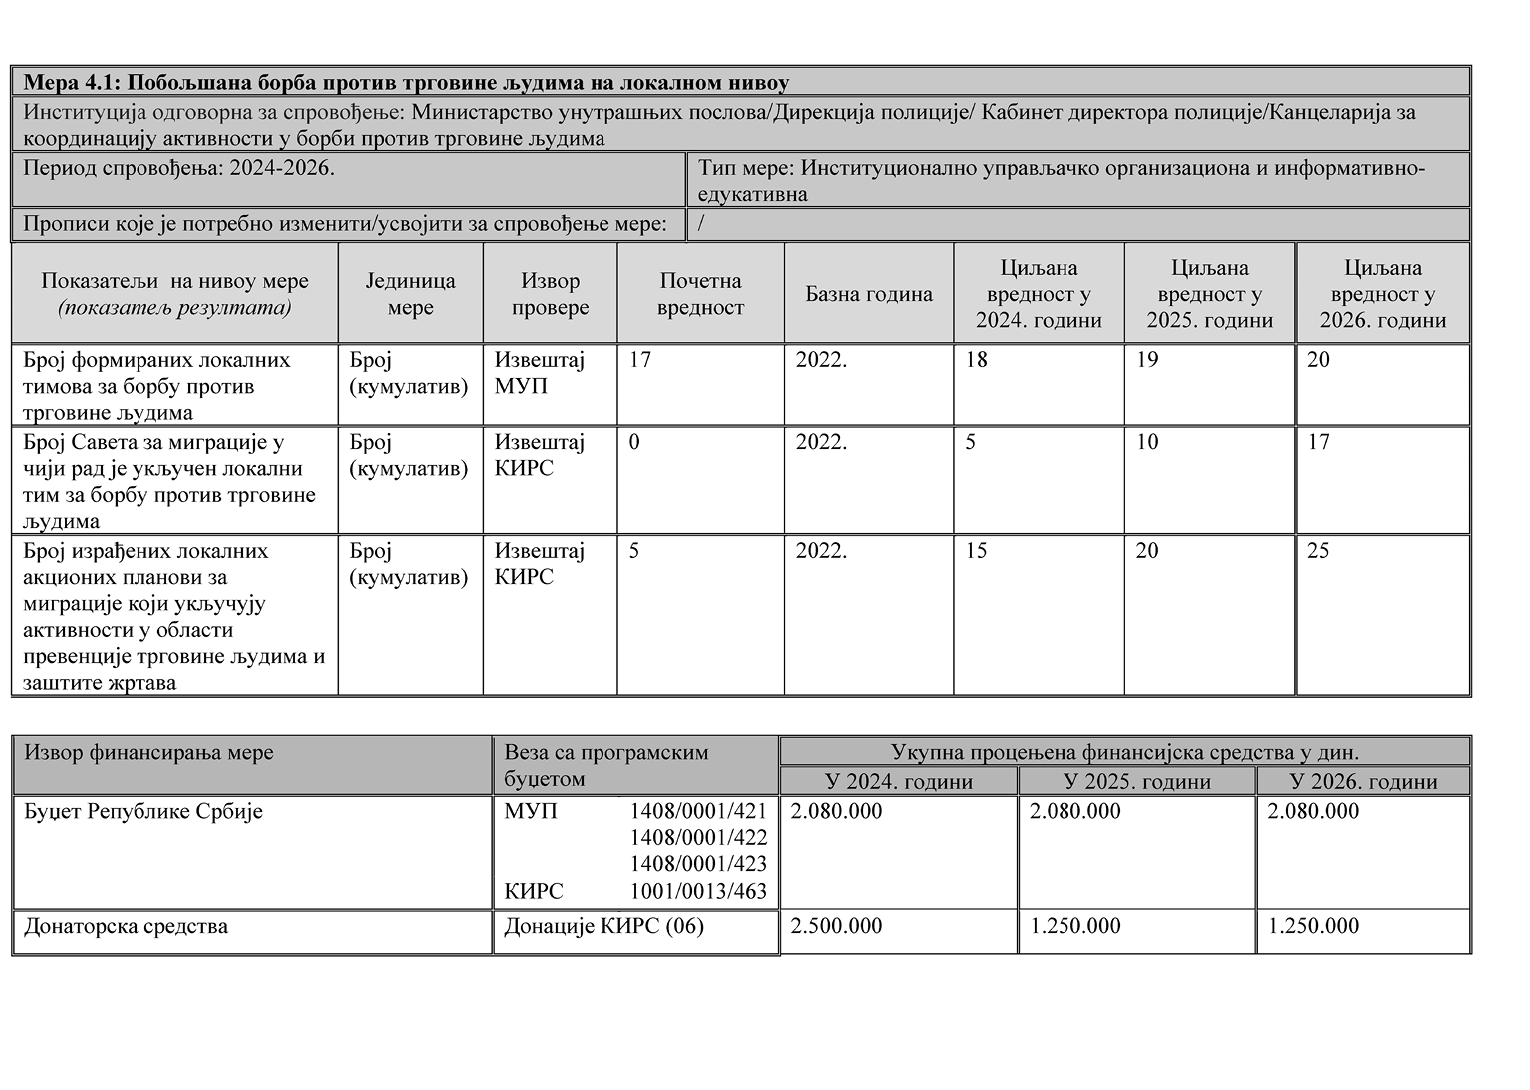 Мера 4.1: Побољшана борба против трговине људима на локалном нивоу
Институција одговорна за спровођење: Министарство унутрашњих послова/Дирекција полиције/ Кабинет директора полиције/Канцеларија за
координацију активности у борби против трговине људима
Период спровођења: 2024-2026.
Тип мере: Институционално управљачко организациона и информативно-
едукативна
Прописи које је потребно изменити/усвојити за спровођење мере:
/
Показатељи на нивоу мере
(показатељ резултата)
Јединица
мере
Извор
провере
Почетна
вредност
Базна година
Циљана
вредност у
2024. години
Циљана
вредност у
2025. години
Циљана
вредност у
2026. години
Број формираних локалних
тимова за борбу против
трговине људима
Број
(кумулатив)
Извештај
МУП
17
2022.
18
19
20
Број Савета за миграције у
чији рад је укључен локални
тим за борбу против трговине
људима
Број
(кумулатив)
Извештај
КИРС
0
2022.
5
10
17
Број израђених локалних
акционих планови за
миграције који укључују
активности у области
превенције трговине људима и
заштите жртава
Број
(кумулатив)
Извештај
КИРС
5
2022.
15
20
25
Извор финансирања мере
Веза са програмским
буџетом
Укупна процењена финансијска средства у дин.
У 2024. години
У 2025. години
У 2026. години
Буџет Републике Србије
МУП 1408/0001/421
1408/0001/422
1408/0001/423
КИРС 1001/0013/463
2.080.000
2.080.000
2.080.000
Донаторска средства
Донације КИРС (06)
2.500.000
1.250.000
1.250.000